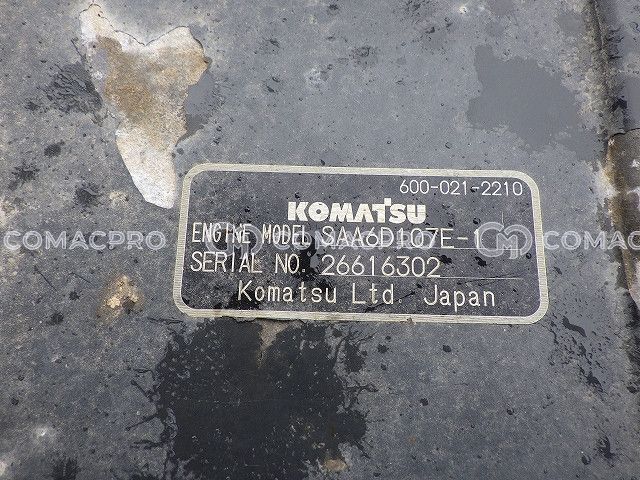 600-021-2210
KOMATSU
ENGINE MODEL SAA6D107E-1
SERIAL NO. 26616302
Komatsu Ltd. Japan
COMACPRO COMACPRO